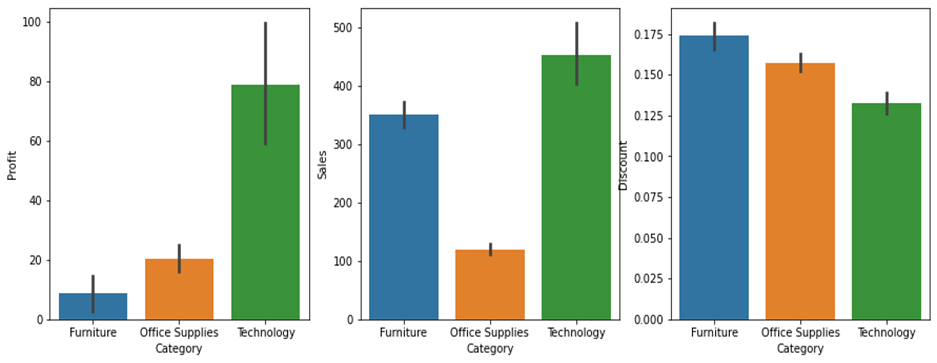 Profit
100
80
60
40
20
0
Furniture Office Supplies Technology
Category
Sales
500
400
300
200
100
0
Furniture Office Supplies Technology
Category
Discount
0.175
0.150
0.125
0.100
0.075
0.050
0.025
0.000
Furniture Office Supplies Technology
Category